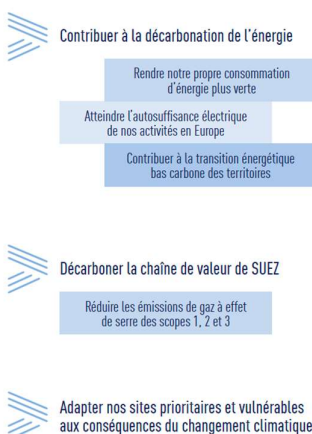 Contribuer à la décarbonation de l'énergie
Rendre notre propre consommation
d'énergie plus verte
Atteindre l'autosuffisance électrique
de nos activités en Europe
Contribuer à la transition énergétique
bas carbone des territoires
Décarboner la chaîne de valeur de SUEZ
Réduire les émissions de gaz à effet
de serre des scopes 1, 2 et 3
Adapter nos sites prioritaires et vulnérables
aux conséquences du changement climatique